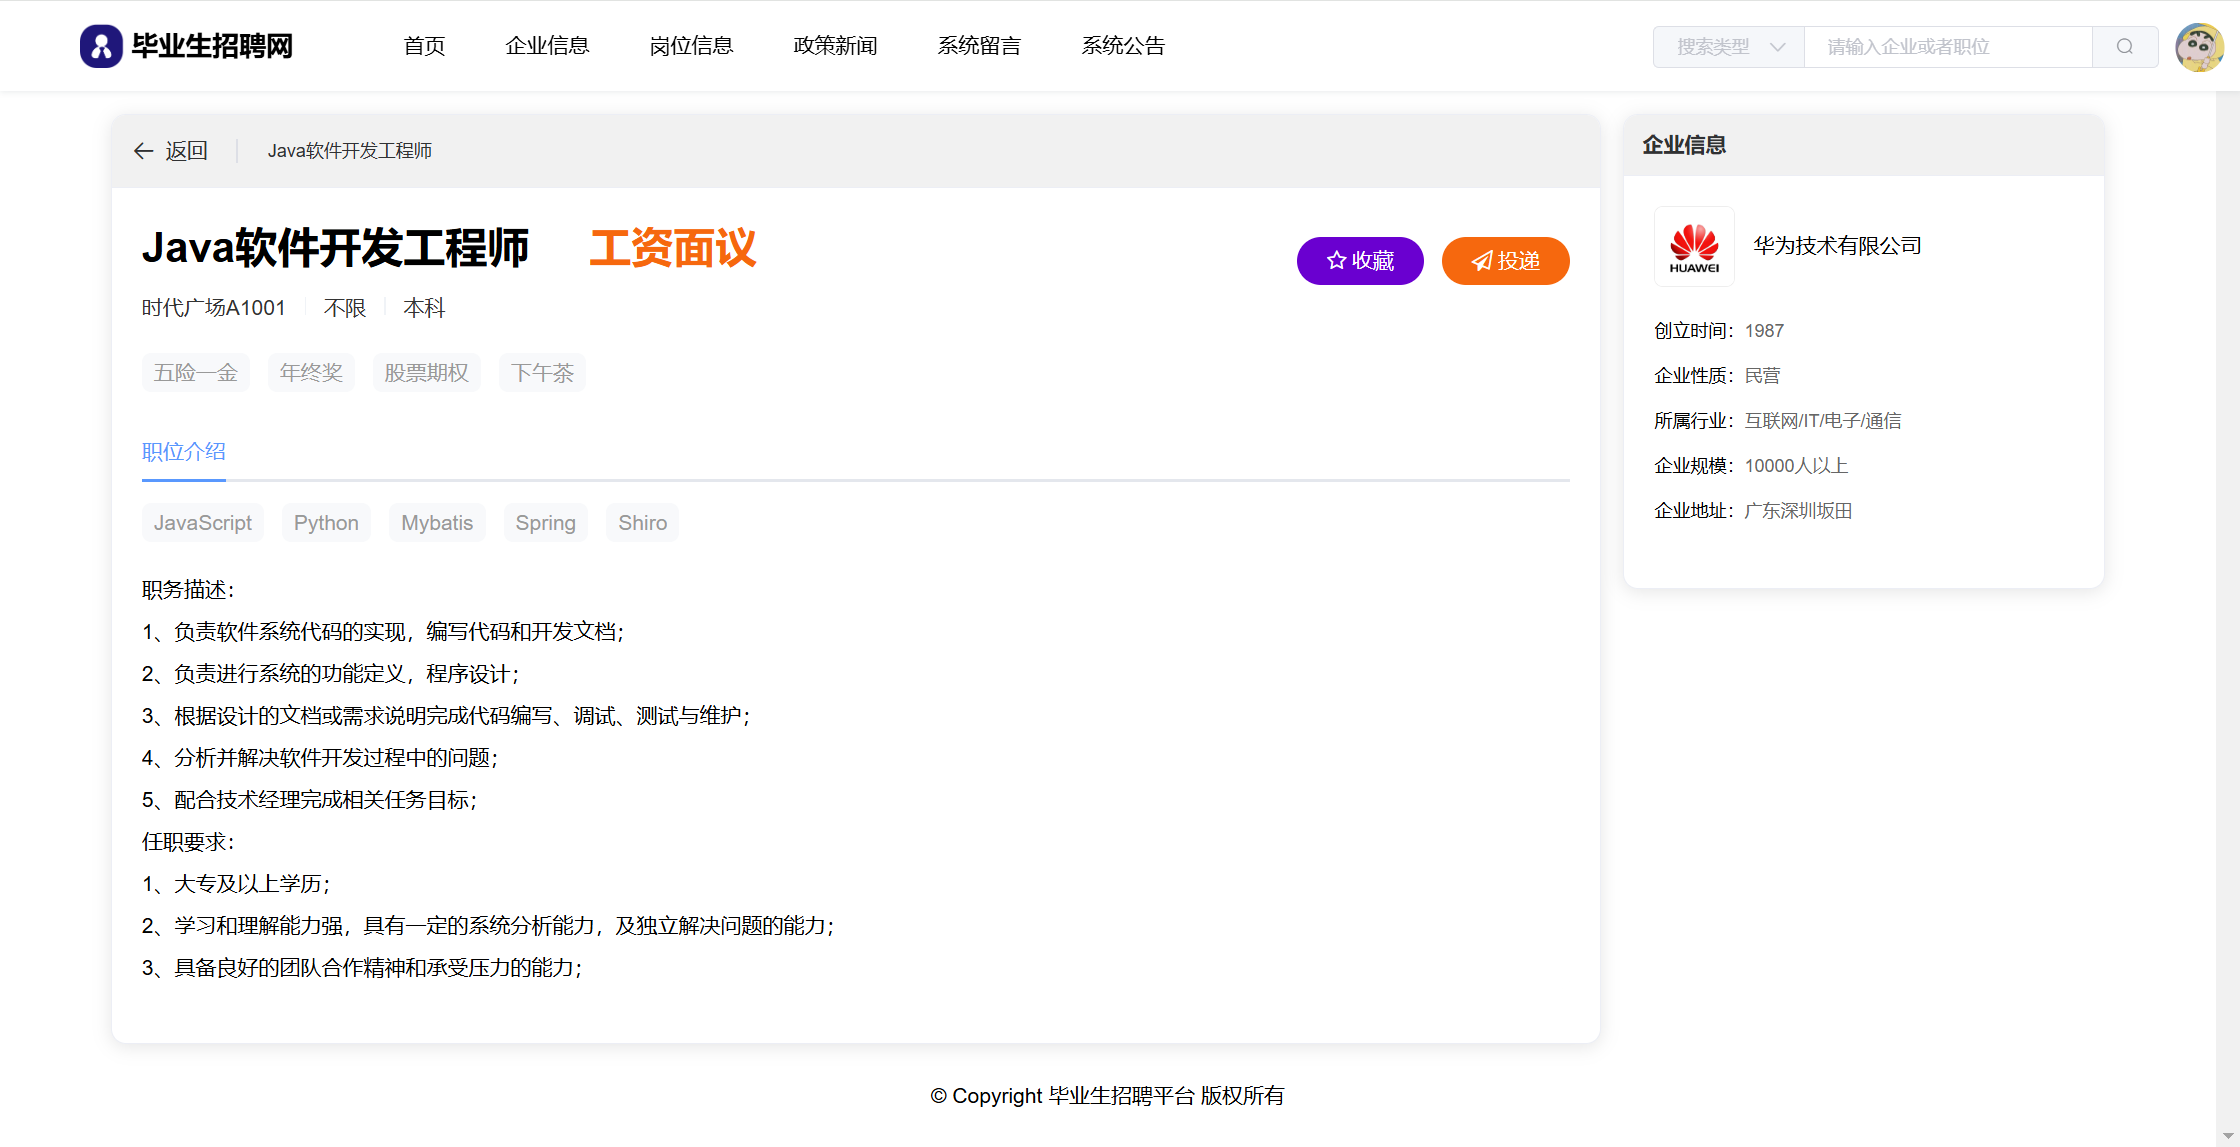 毕业生招聘网 首页 企业信息 岗位信息 政策新闻 系统留言 系统公告 搜索类型 请输入企业或者职位
返回 Java软件开发工程师
Java软件开发工程师 工资面议
收藏 投递
时代广场A1001 不限 本科
五险一金 年终奖 股票期权 下午茶
职位介绍
JavaScript Python Mybatis Spring Shiro
职务描述：
1、负责软件系统代码的实现，编写代码和开发文档；
2、负责进行系统的功能定义，程序设计；
3、根据设计的文档或需求说明完成代码编写、调试、测试与维护；
4、分析并解决软件开发过程中的问题；
5、配合技术经理完成相关任务目标；
任职要求：
1、大专及以上学历；
2、学习和理解能力强，具有一定的系统分析能力，及独立解决问题的能力；
3、具备良好的团队合作精神和承受压力的能力；
企业信息
HUAWEI
华为技术有限公司
创立时间：1987
企业性质：民营
所属行业：互联网/IT/电子/通信
企业规模：10000人以上
企业地址：广东深圳坂田
© Copyright 毕业生招聘平台 版权所有